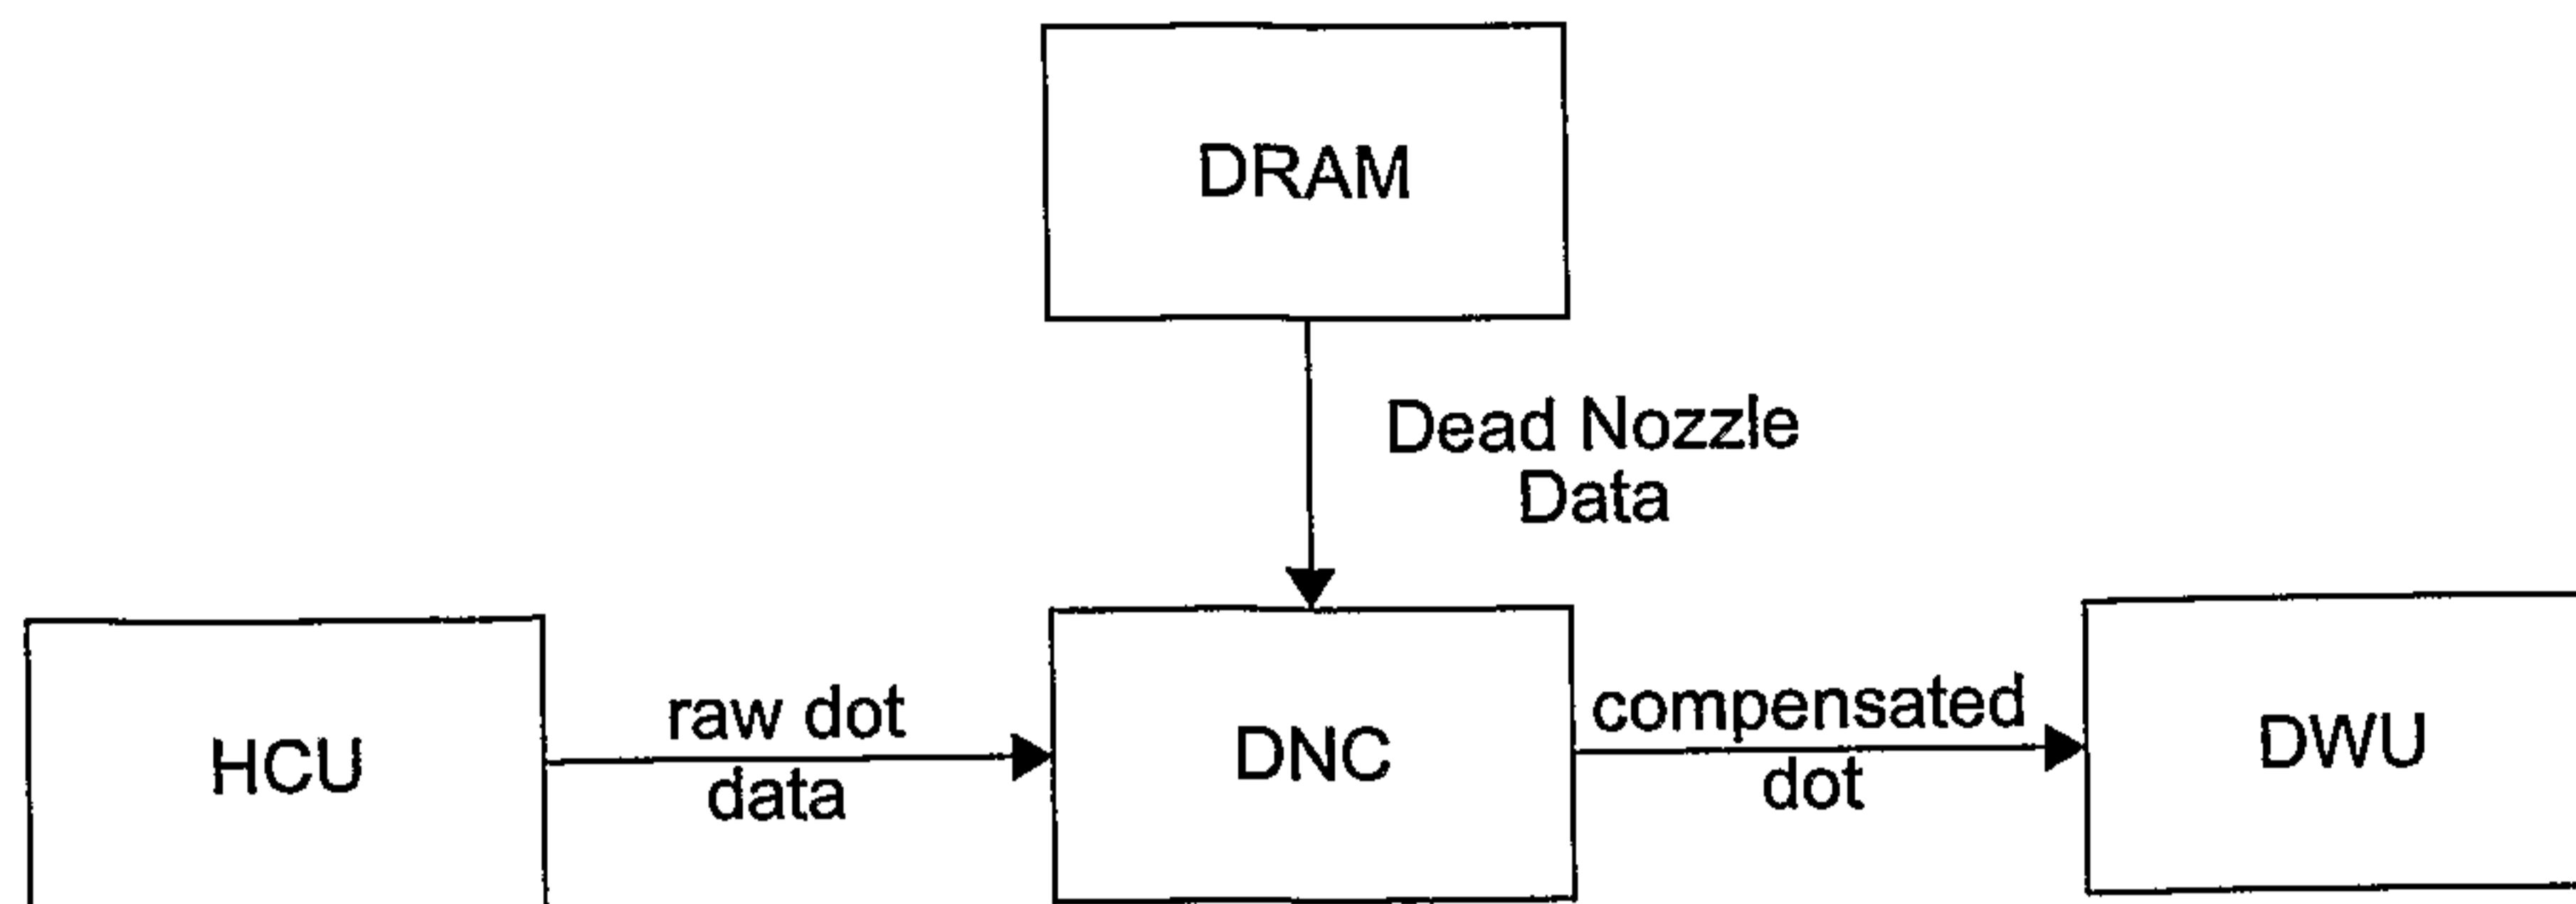 DRAM
Dead Nozzle
Data
HCU
raw dot
data
DNC
compensated
dot
DWU